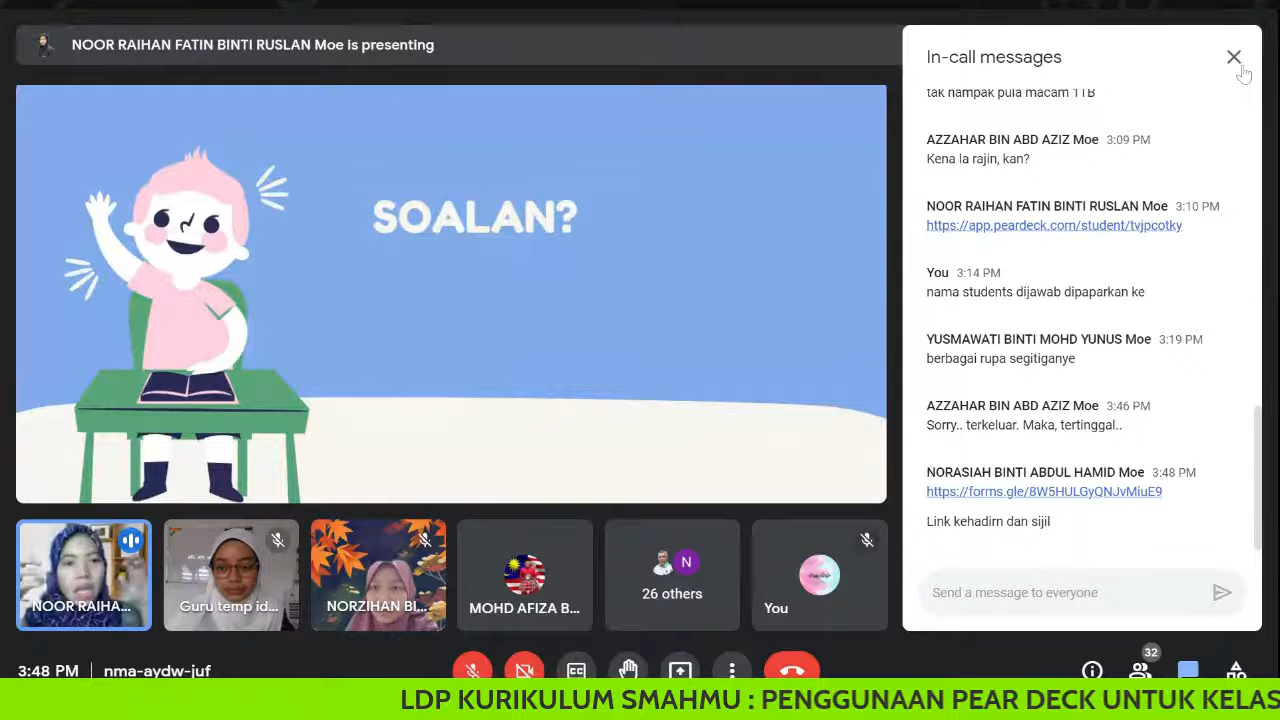 NOOR RAIHAN FATIN BINTI RUSLAN Moe is presenting
SOALAN?
In-call messages
tak nampak pula macam 11B
AZZAHAR BIN ABD AZIZ Moe 3:09 PM
Kena la rajin, kan?
NOOR RAIHAN FATIN BINTI RUSLAN Moe 3:10 PM
https://app.peardeck.com/student/tvjpcotky
You 3:14 PM
nama students dijawab dipaparkan ke
YUSMAWATI BINTI MOHD YUNUS Moe 3:19 PM
berbagai rupa segitiganye
AZZAHAR BIN ABD AZIZ Moe 3:46 PM
Sorry.. terkeluar. Maka, tertinggal..
NORASIAH BINTI ABDUL HAMID Moe 3:48 PM
https://forms.gle/8W5HULGyQNJvMiuE9
Link kehadirn dan sijil
Send a message to everyone
NOOR RAIHA...
Guru temp id...
NORZIHAN BI...
MOHD AFIZA B...
N
26 others
You
3:48 PM | nma-aydw-juf
CC
32
LDP KURIKULUM SMAHMU : PENGGUNAAN PEAR DECK UNTUK KELAS